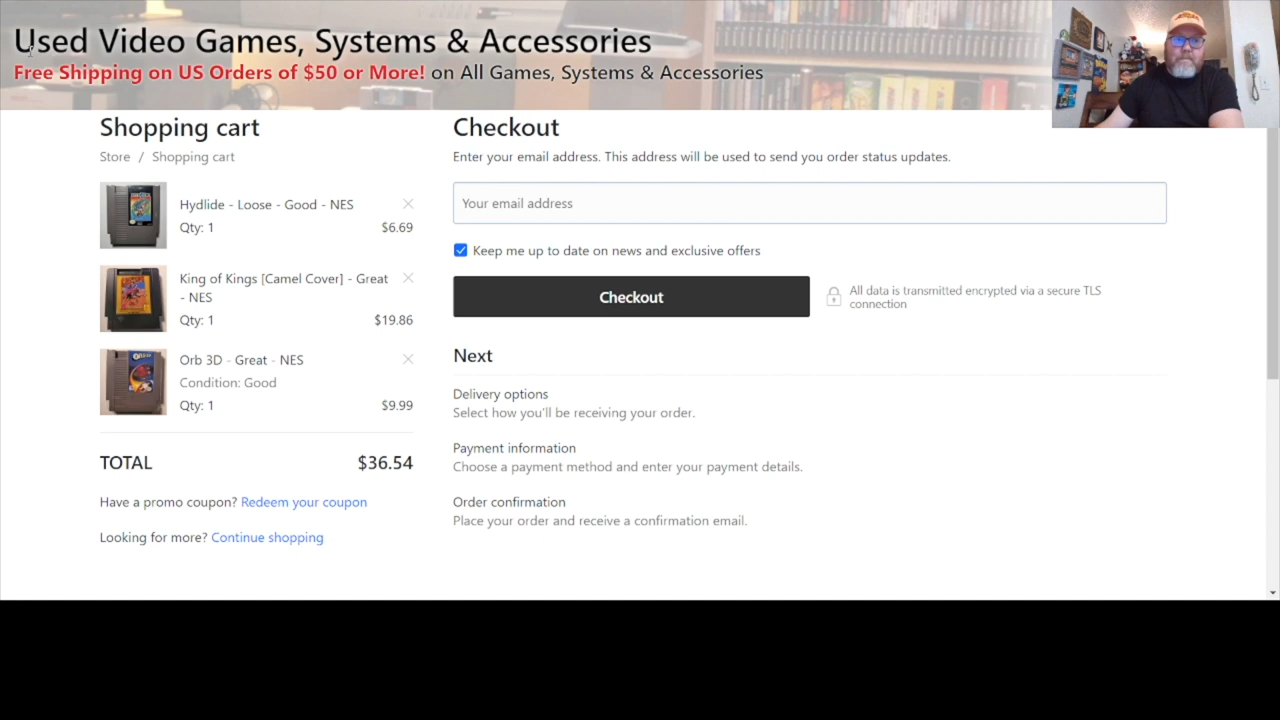 Used Video Games, Systems & Accessories
Free Shipping on US Orders of $50 or More! on All Games, Systems & Accessories
Shopping cart
Store / Shopping cart
Hydlide - Loose - Good - NES
Qty: 1 $6.69
King of Kings [Camel Cover] - Great
- NES
Qty: 1 $19.86
Orb 3D - Great - NES
Condition: Good
Qty: 1 $9.99
TOTAL $36.54
Have a promo coupon? Redeem your coupon
Looking for more? Continue shopping
Checkout
Enter your email address. This address will be used to send you order status updates.
Your email address
Keep me up to date on news and exclusive offers
Checkout
All data is transmitted encrypted via a secure TLS
connection
Next
Delivery options
Select how you'll be receiving your order.
Payment information
Choose a payment method and enter your payment details.
Order confirmation
Place your order and receive a confirmation email.